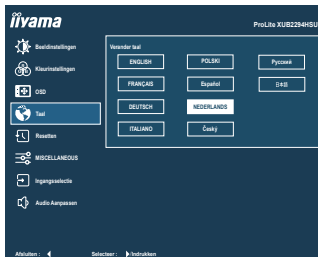 iiyama
ProLite XUB2294HSU
Beeldinstellingen
Kleurinstellingen
OSD
Taal
Resetten
MISCELLANEOUS
Ingangsselectie
Audio Aanpassen
Verander taal
ENGLISH
POLSKI
Русский
FRANÇAIS
Español
日本語
DEUTSCH
NEDERLANDS
ITALIANO
Český
Afsluiten :
Selecteer :
/Indrukken